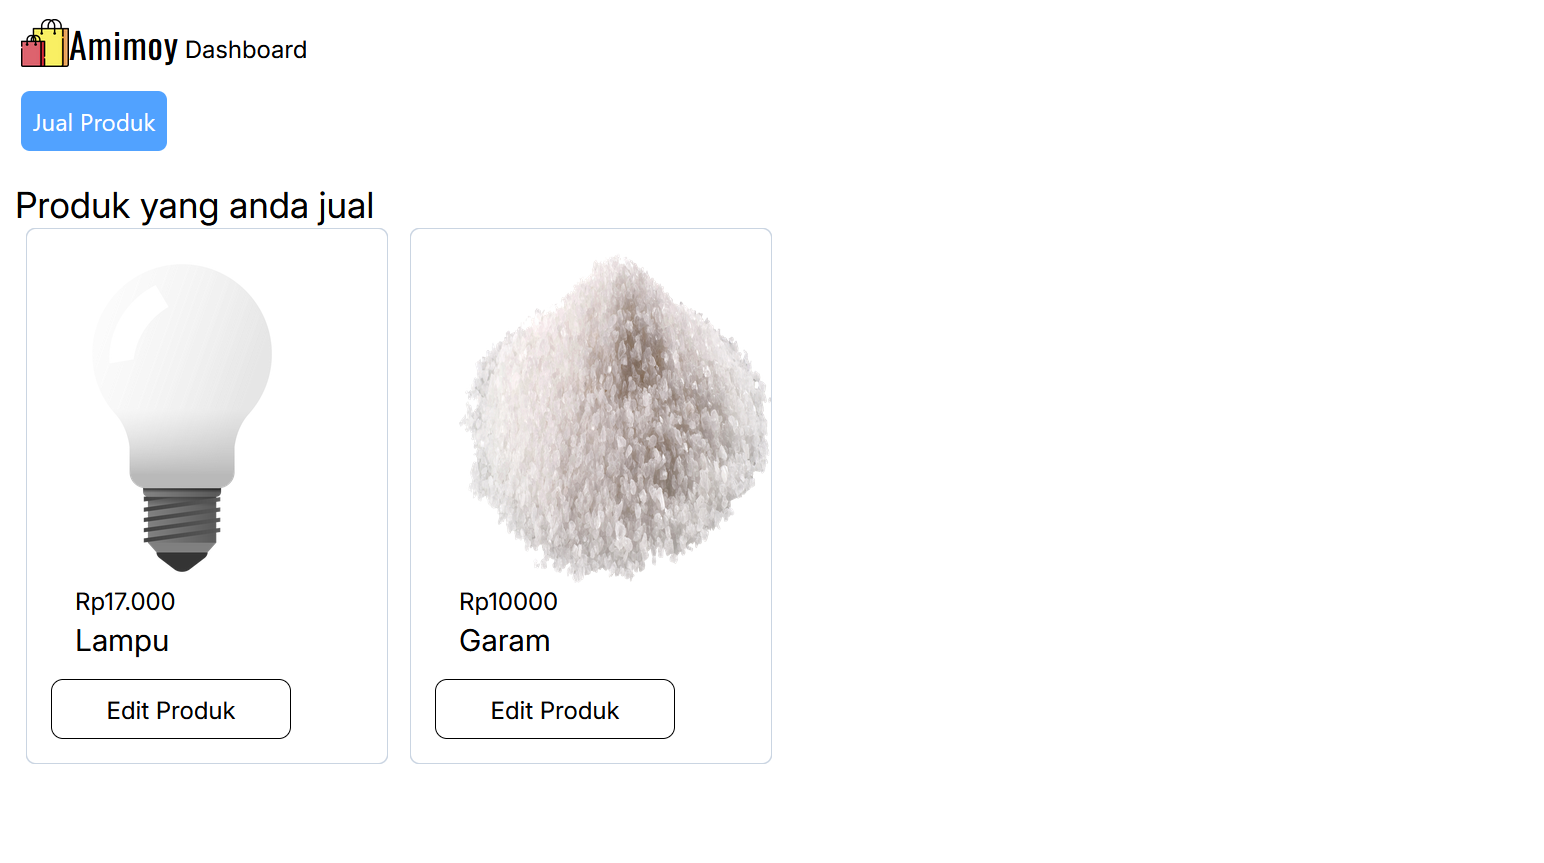 Amimoy Dashboard
Jual Produk
Produk yang anda jual
Rp17.000
Lampu
Edit Produk
Rp10000
Garam
Edit Produk